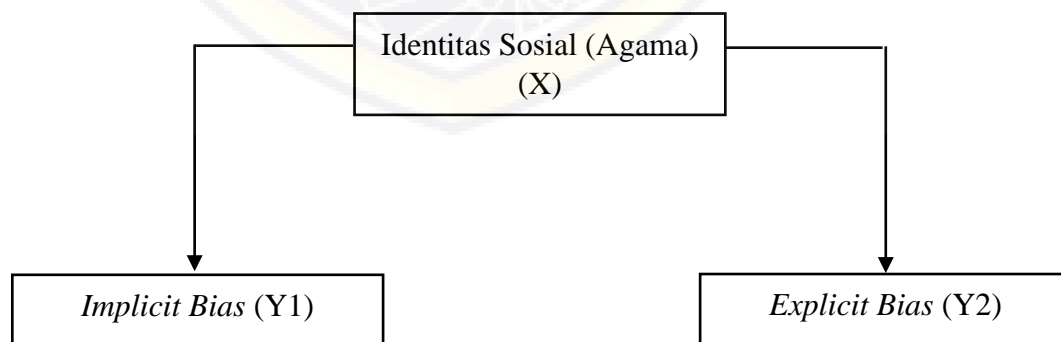 Identitas Sosial (Agama)
(X)
Implicit Bias (Y1)
Explicit Bias (Y2)